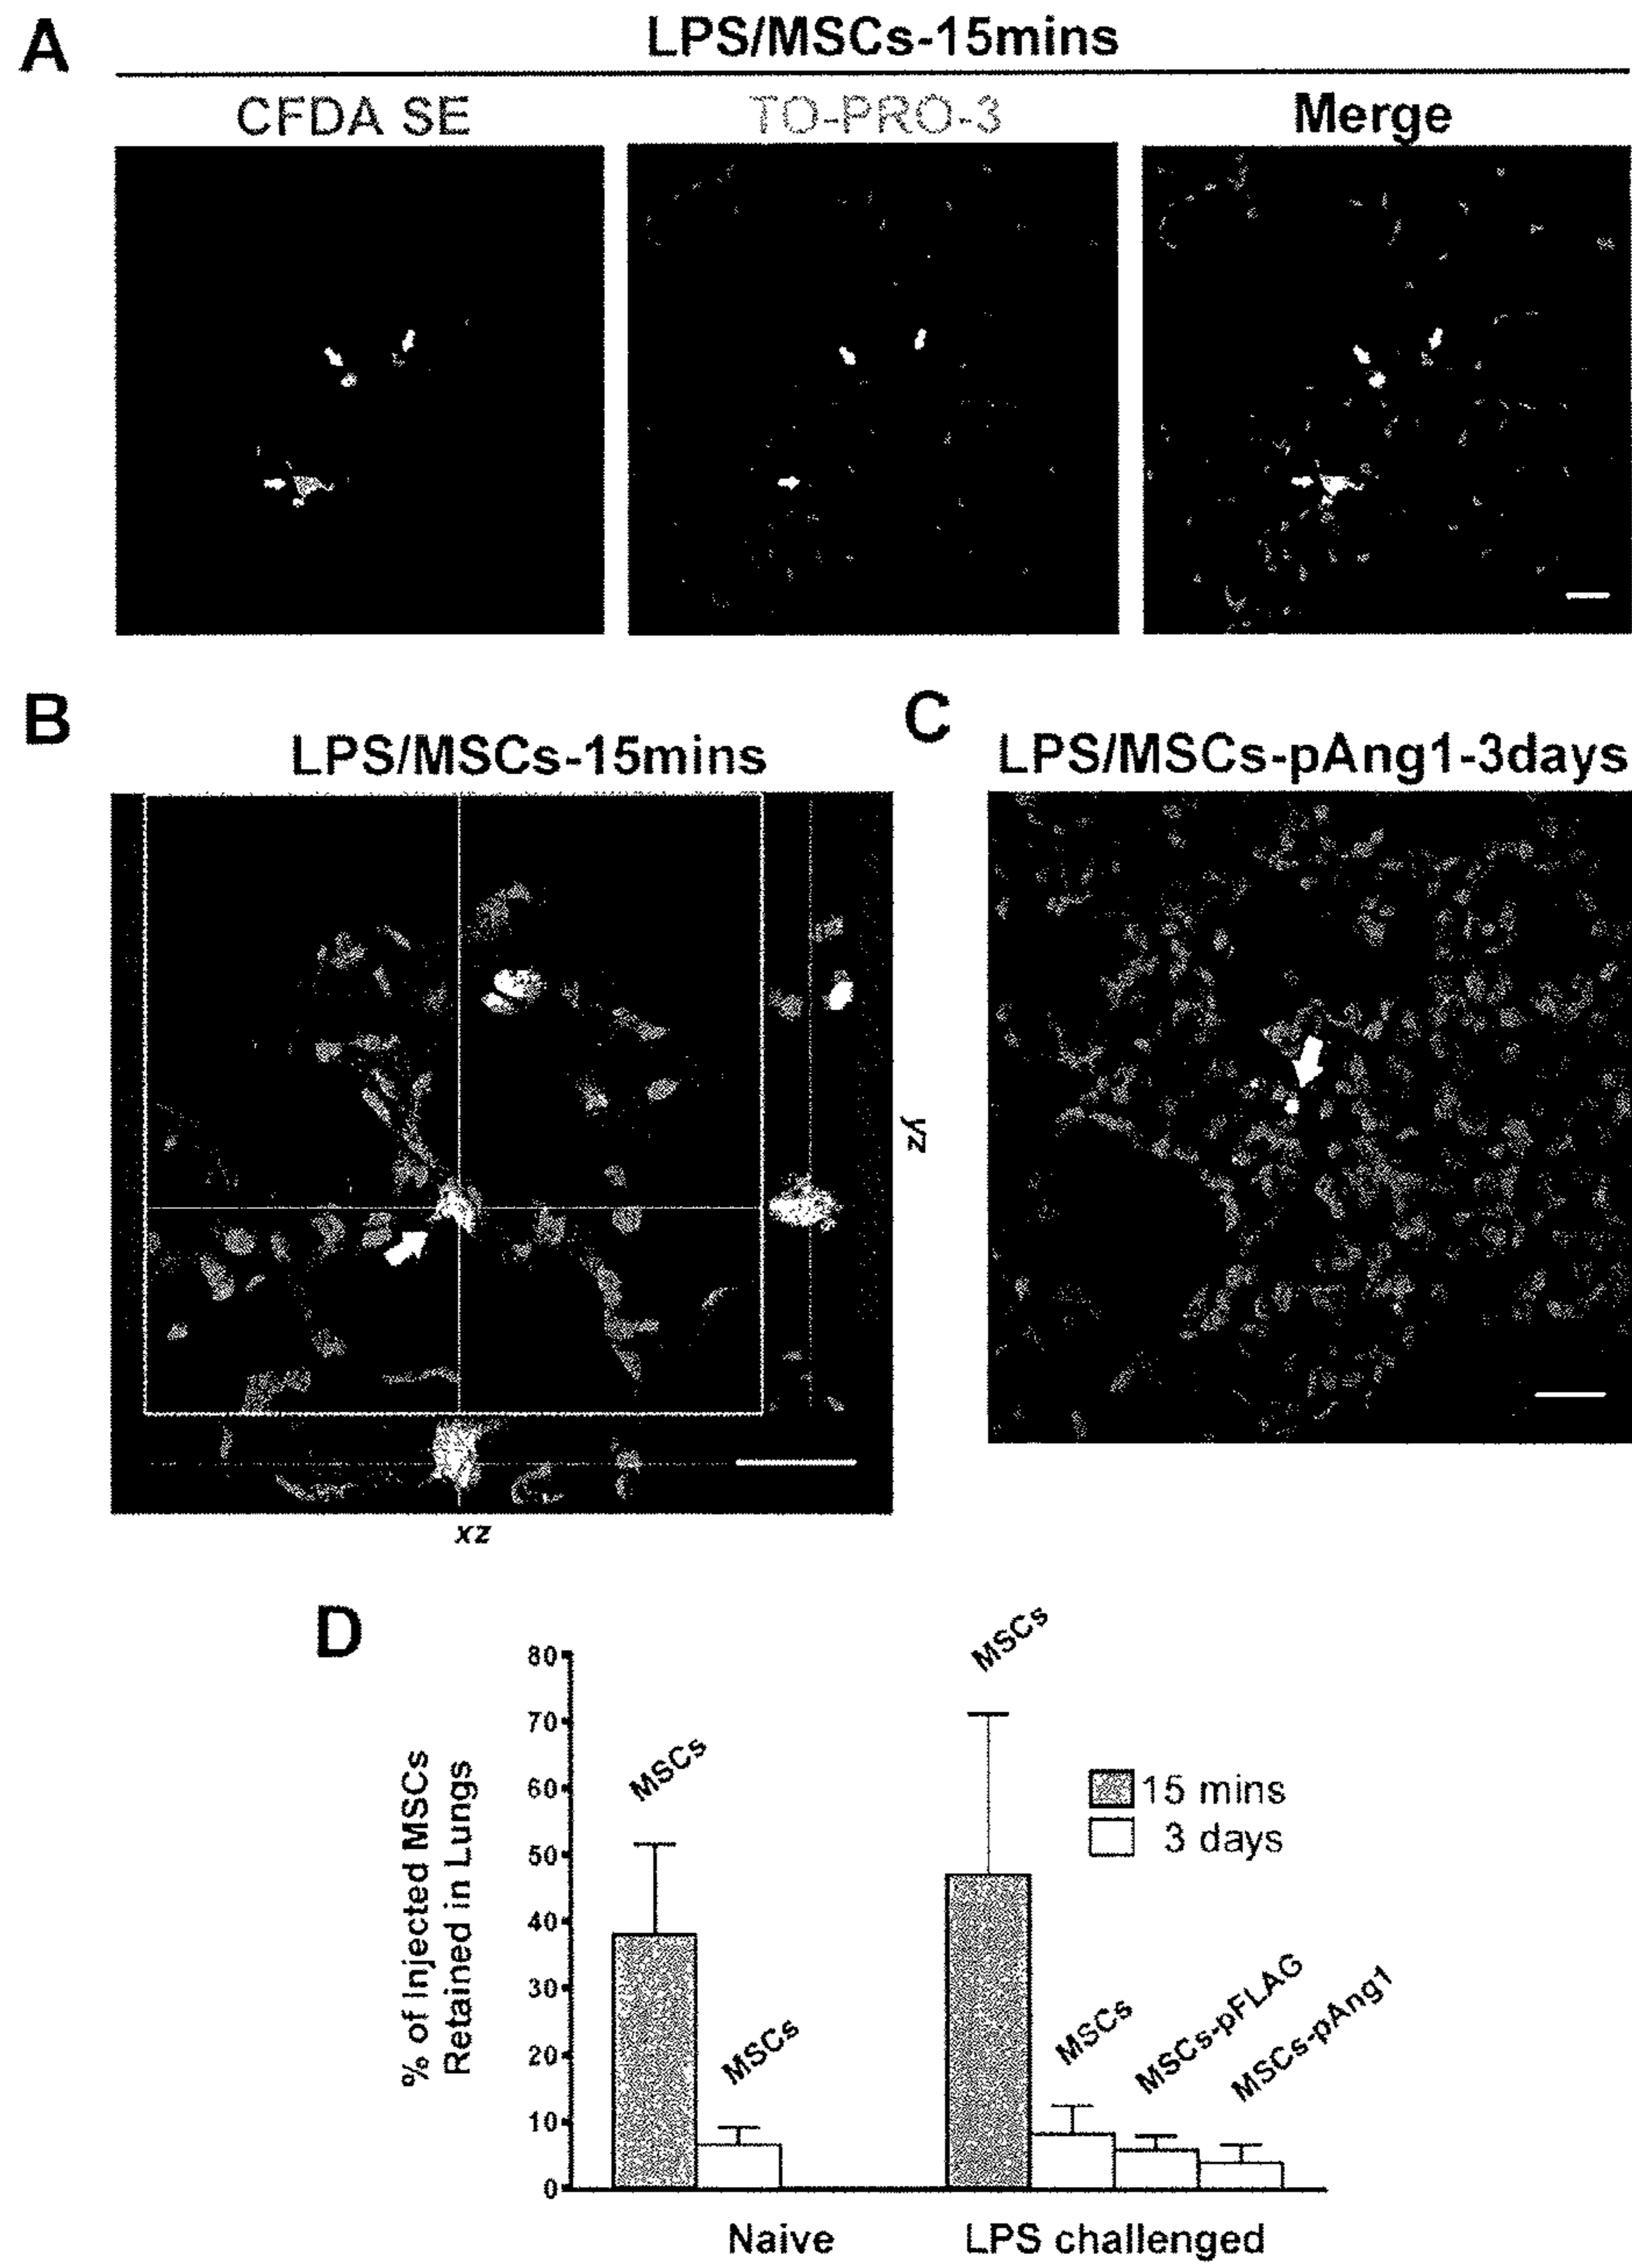 A
LPS/MSCs-15mins
CFDA SE
TO-PRO-3
Merge
B
LPS/MSCs-15mins
yz
xz
C
LPS/MSCs-pAng1-3days
D
% of Injected MSCs
Retained in Lungs
80
70
60
50
40
30
20
10
0
MSCs
MSCs
MSCs
MSCs
MSCs-pFLAG
MSCs-pAng1
15 mins
3 days
Naive
LPS challenged